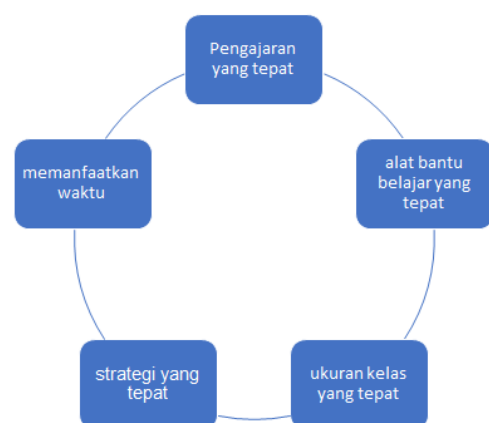 Pengajaran
yang tepat
alat bantu
belajar yang
tepat
ukuran kelas
yang tepat
strategi yang
tepat
memanfaatkan
waktu